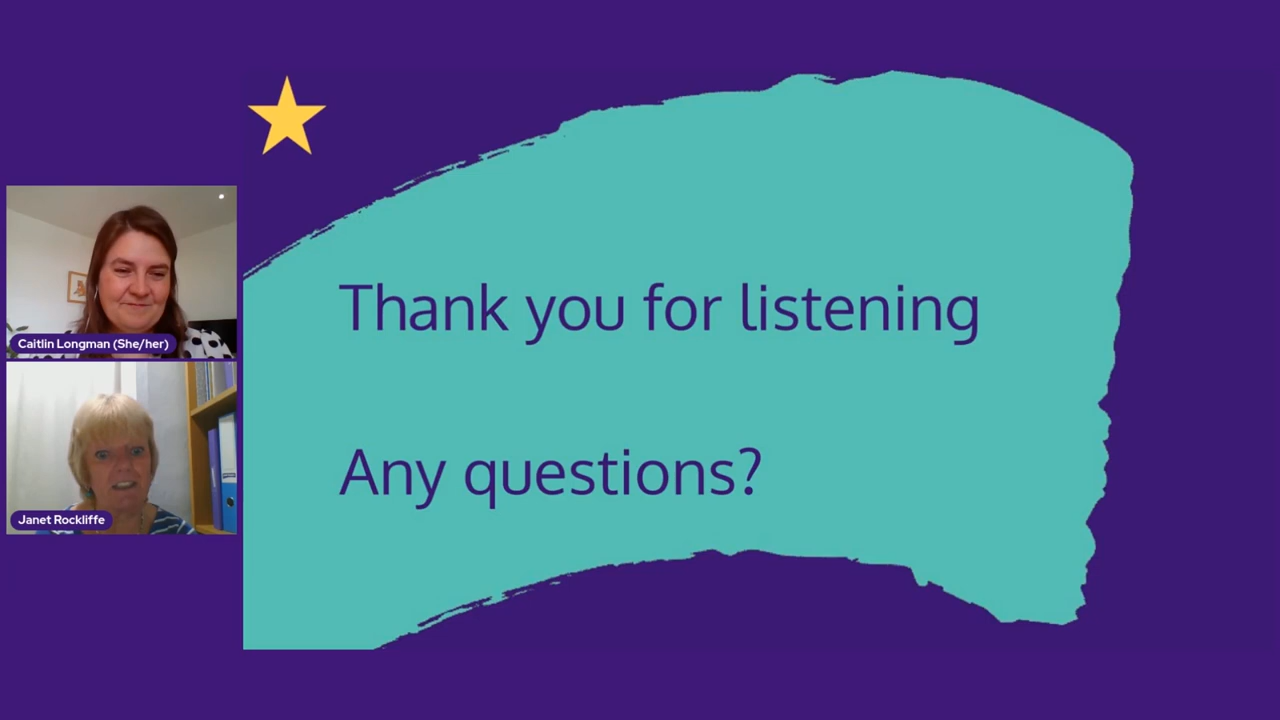 Caitlin Longman (She/her)
Janet Rockliffe
Thank you for listening
Any questions?